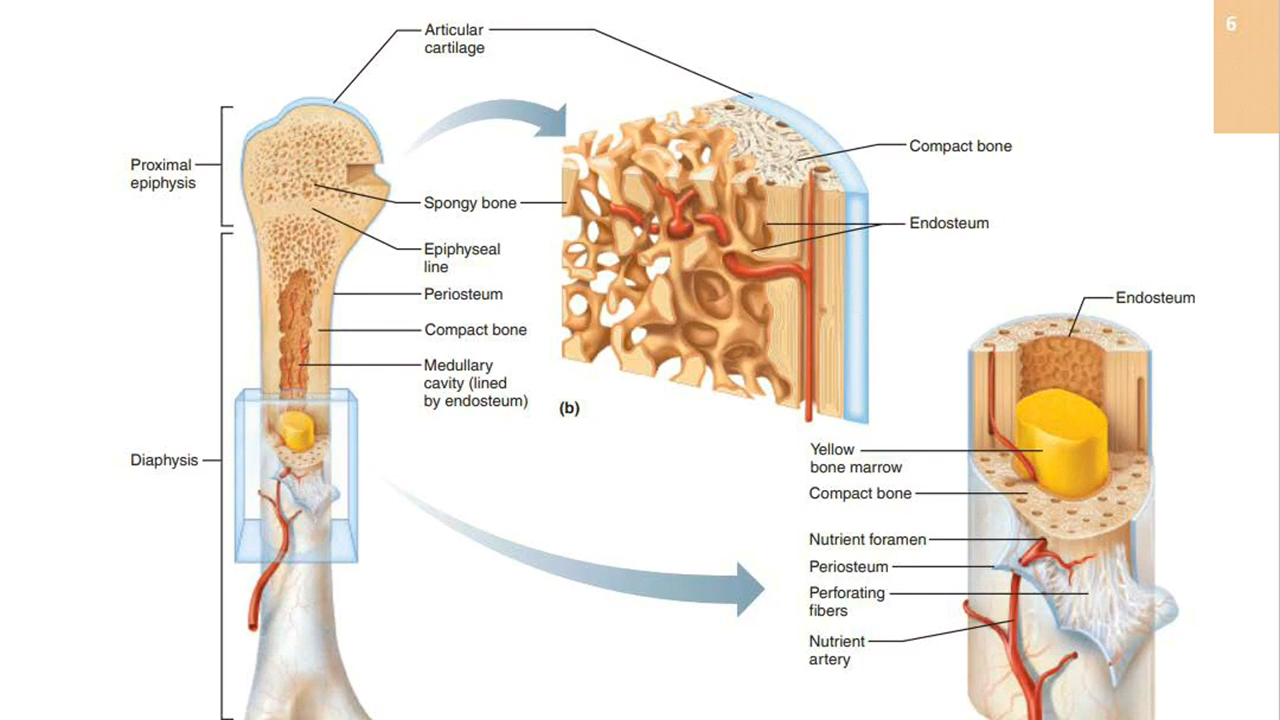 6
Articular
cartilage
Proximal
epiphysis
Spongy bone
Epiphyseal
line
Periosteum
Compact bone
Medullary
cavity (lined
by endosteum)
Diaphysis
Compact bone
Endosteum
(b)
Endosteum
Yellow
bone marrow
Compact bone
Nutrient foramen
Periosteum
Perforating
fibers
Nutrient
artery